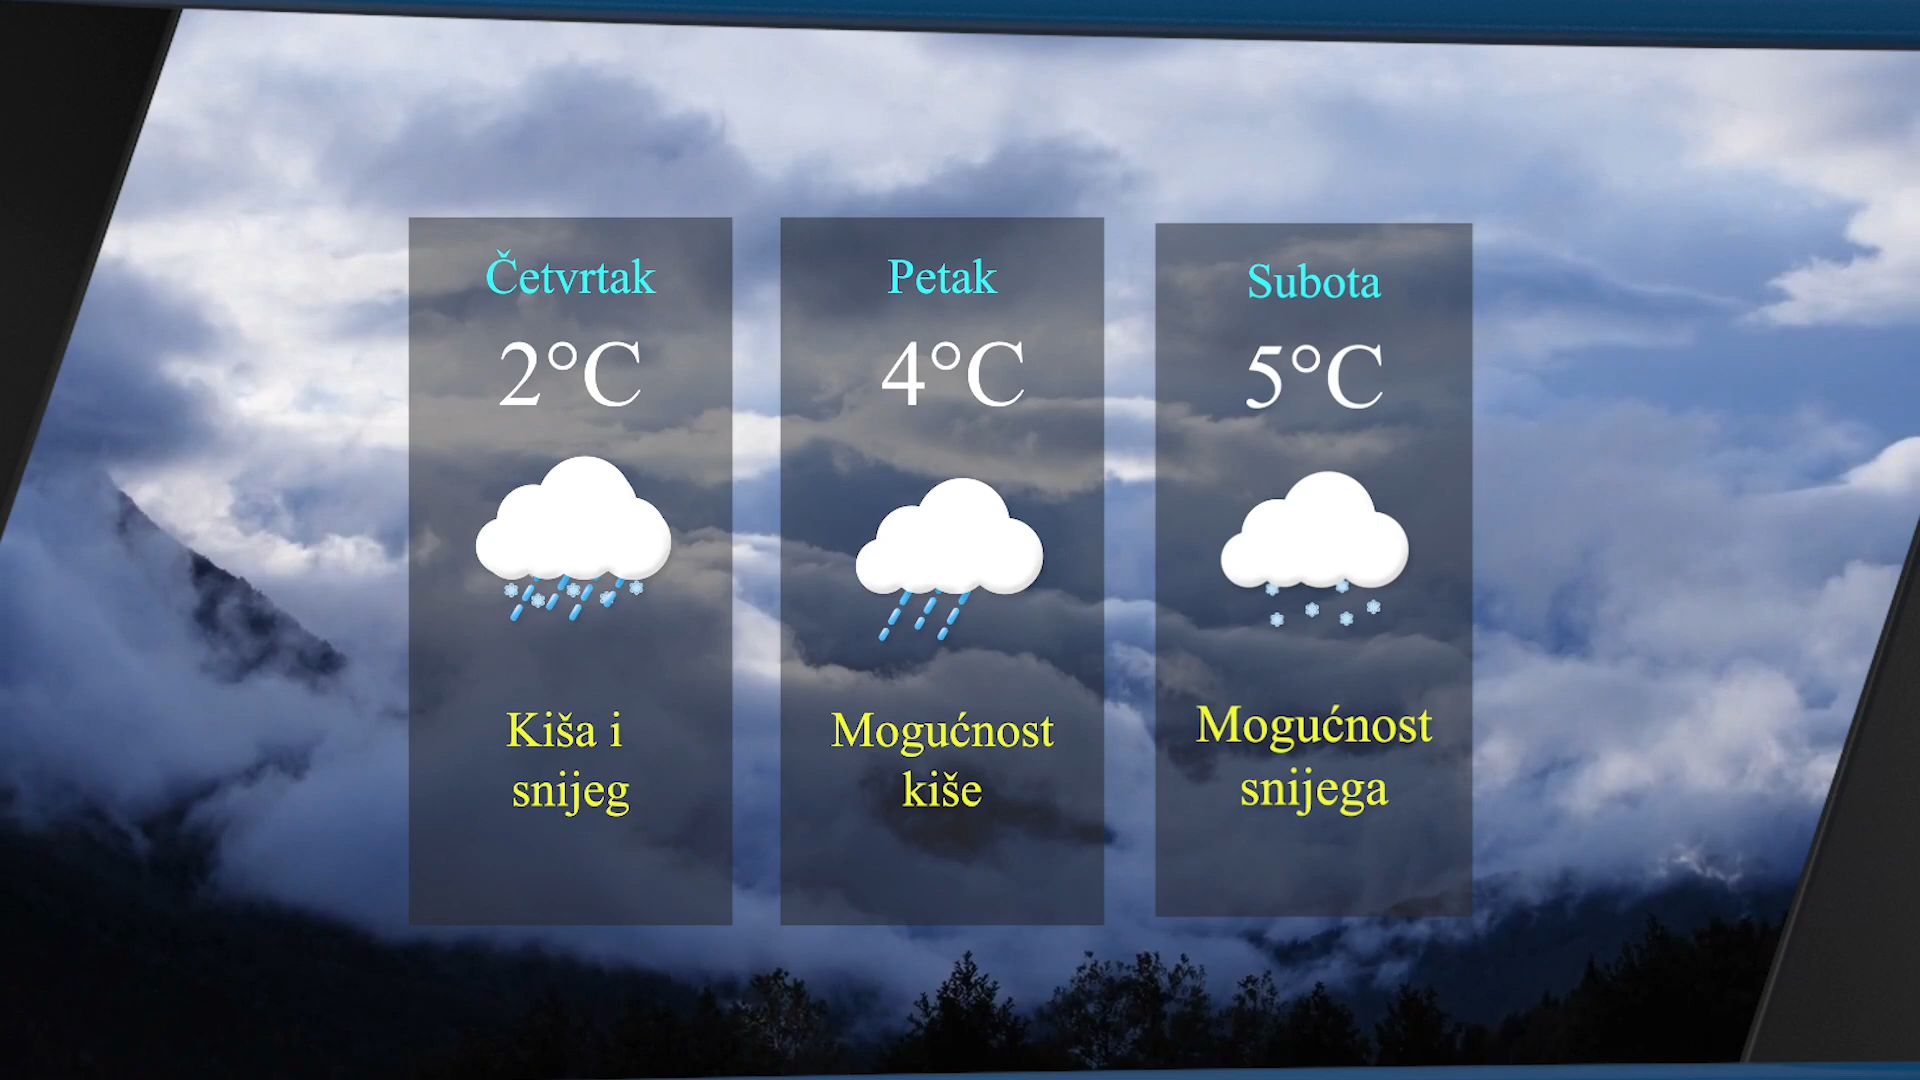 Četvrtak
2°C
Kiša i
snijeg
Petak
4°C
Mogućnost
kiše
Subota
5°C
Mogućnost
snijega